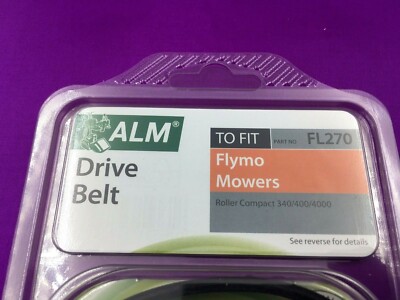 ALM®
Drive
Belt
TO FIT PART NO FL270
Flymo
Mowers
Roller Compact 340/400/4000
See reverse for details